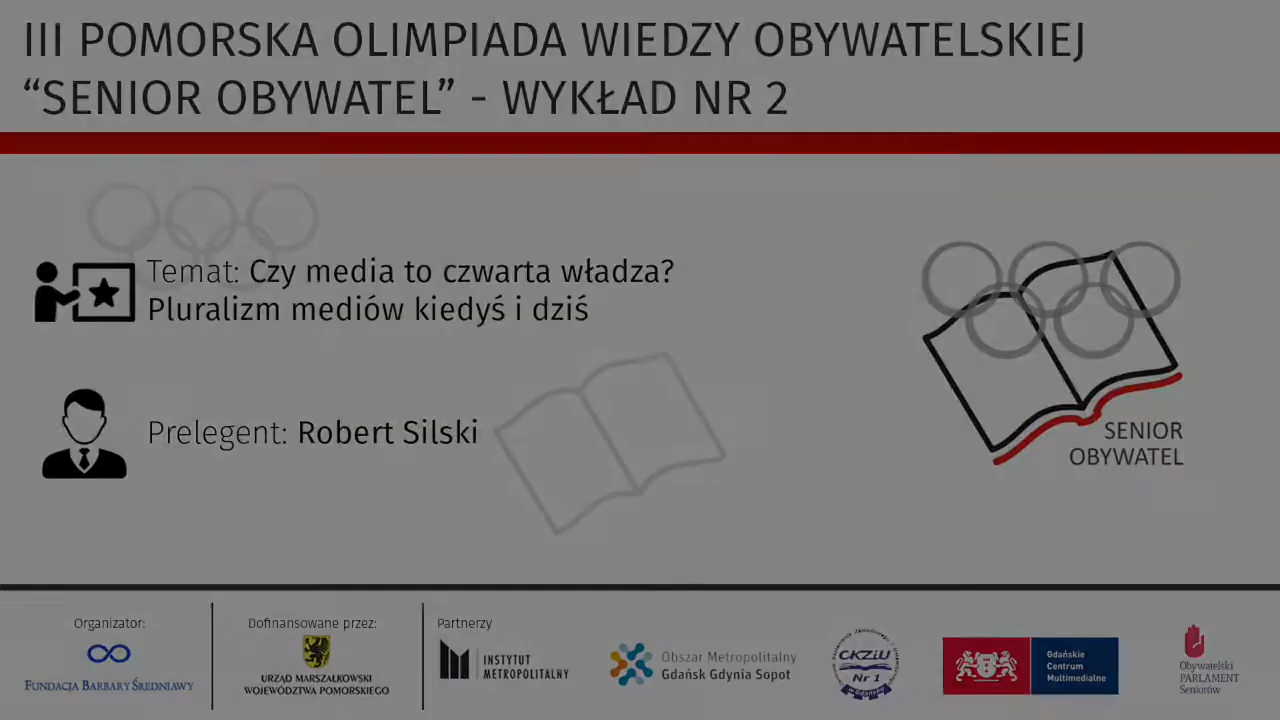 III POMORSKA OLIMPIADA WIEDZY OBYWATELSKIEJ
“SENIOR OBYWATEL” - WYKŁAD NR 2
Temat: Czy media to czwarta władza?
Pluralizm mediów kiedyś i dziś
Prelegent: Robert Silski
SENIOR
OBYWATEL
Organizator:
FUNDACJA BARBARY ŚREDNIAWY
Dofinansowane przez:
URZĄD MARSZAŁKOWSKI
WOJEWÓDZTWA POMORSKIEGO
Partnerzy
INSTYTUT
METROPOLITALNY
Obszar Metropolitalny
Gdańsk Gdynia Sopot
CKZiU
Nr 1
w Gdańsku
Gdańskie
Centrum
Multimedialne
Obywatelski
PARLAMENT
Seniorów